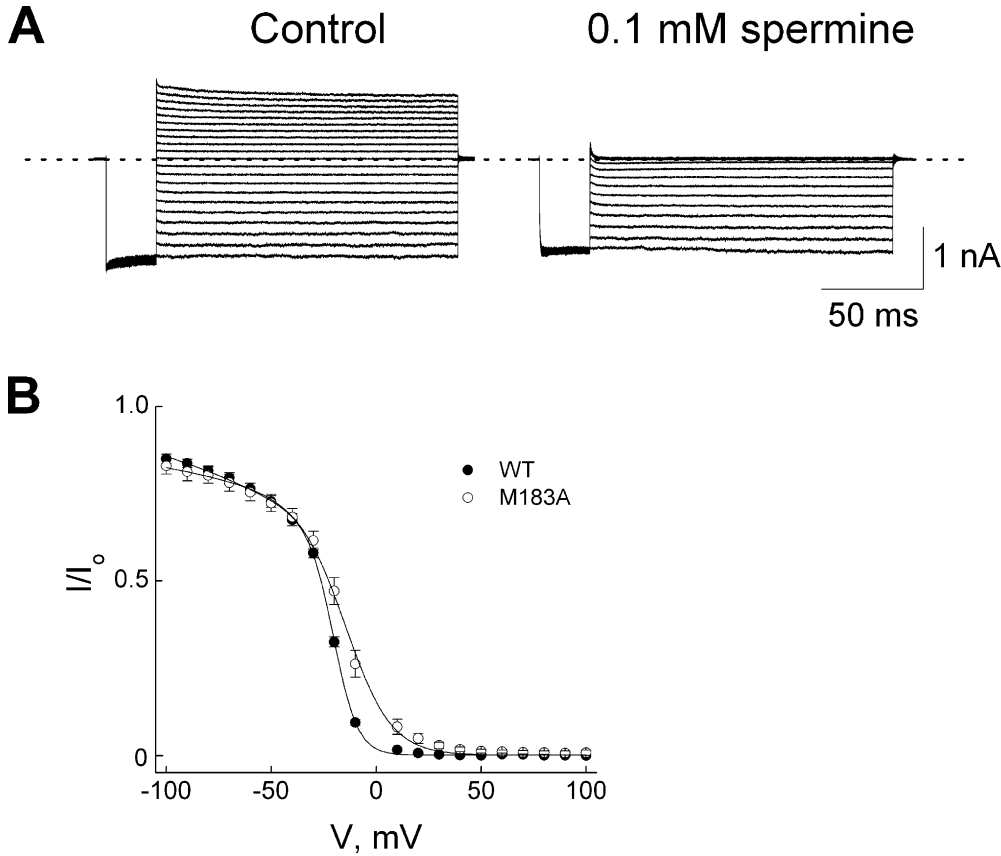 A
Control
0.1 mM spermine
1 nA
50 ms
B
1.0
0.5
0
I/Io
WT
M183A
-100
-50
0
50
100
V, mV